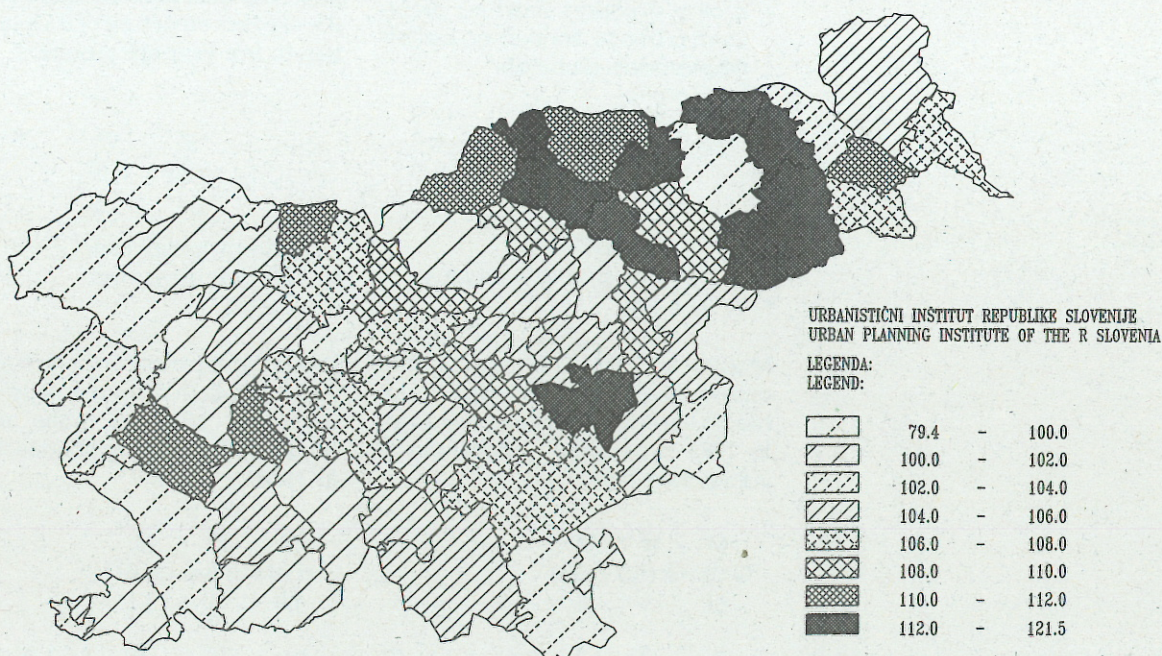 URBANISTIČNI INŠTITUT REPUBLIKE SLOVENIJE
URBAN PLANNING INSTITUTE OF THE R SLOVENIA
LEGENDA:
LEGEND:
79.4 - 100.0
100.0 - 102.0
102.0 - 104.0
104.0 - 106.0
106.0 - 108.0
108.0 - 110.0
110.0 - 112.0
112.0 - 121.5